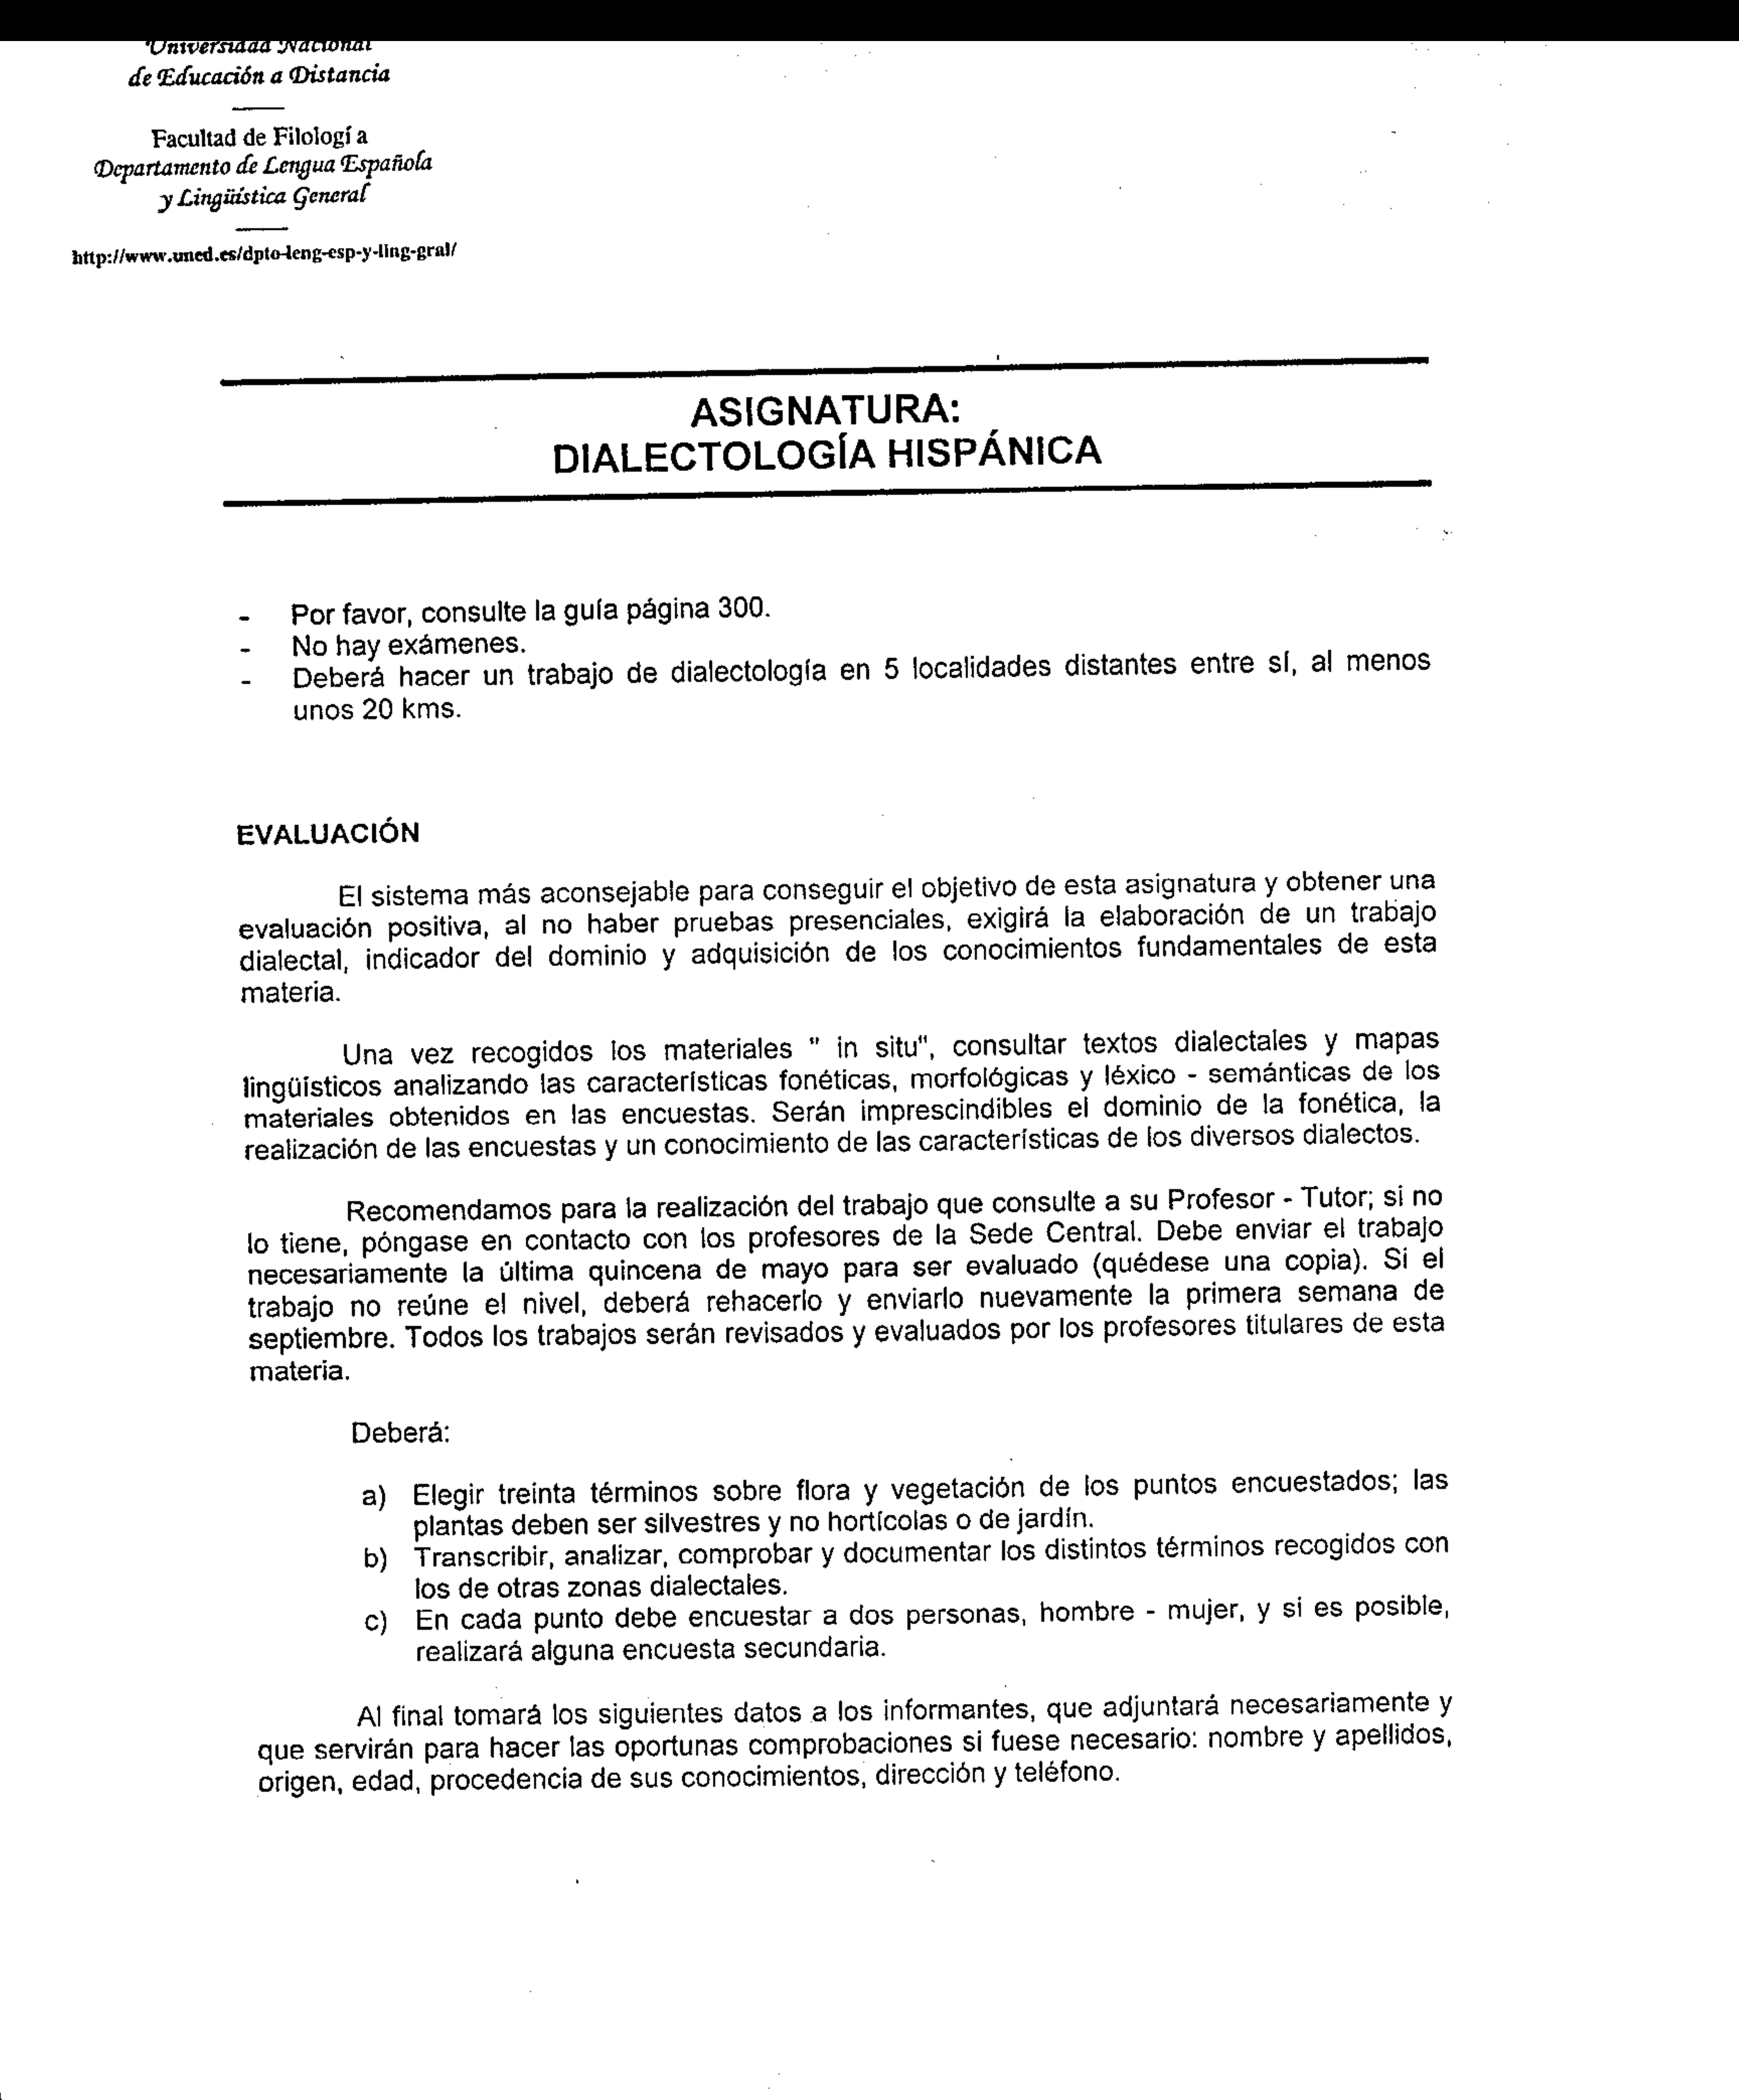 Universidad Nacional
de Educación a Distancia
Facultad de Filología
Departamento de Lengua Española
y Lingüística General
http://www.uned.es/dpto-leng-esp-y-ling-gral/
ASIGNATURA:
DIALECTOLOGÍA HISPÁNICA
- Por favor, consulte la guía página 300.
- No hay exámenes.
- Deberá hacer un trabajo de dialectología en 5 localidades distantes entre sí, al menos
unos 20 kms.
EVALUACIÓN
El sistema más aconsejable para conseguir el objetivo de esta asignatura y obtener una
evaluación positiva, al no haber pruebas presenciales, exigirá la elaboración de un trabajo
dialectal, indicador del dominio y adquisición de los conocimientos fundamentales de esta
materia.
Una vez recogidos los materiales " in situ", consultar textos dialectales y mapas
lingüísticos analizando las características fonéticas, morfológicas y léxico - semánticas de los
materiales obtenidos en las encuestas. Serán imprescindibles el dominio de la fonética, la
realización de las encuestas y un conocimiento de las características de los diversos dialectos.
Recomendamos para la realización del trabajo que consulte a su Profesor - Tutor; si no
lo tiene, póngase en contacto con los profesores de la Sede Central. Debe enviar el trabajo
necesariamente la última quincena de mayo para ser evaluado (quédese una copia). Si el
trabajo no reúne el nivel, deberá rehacerlo y enviarlo nuevamente la primera semana de
septiembre. Todos los trabajos serán revisados y evaluados por los profesores titulares de esta
materia.
Deberá:
a) Elegir treinta términos sobre flora y vegetación de los puntos encuestados; las
plantas deben ser silvestres y no hortícolas o de jardín.
b) Transcribir, analizar, comprobar y documentar los distintos términos recogidos con
los de otras zonas dialectales.
c) En cada punto debe encuestar a dos personas, hombre - mujer, y si es posible,
realizará alguna encuesta secundaria.
Al final tomará los siguientes datos a los informantes, que adjuntará necesariamente y
que servirán para hacer las oportunas comprobaciones si fuese necesario: nombre y apellidos,
origen, edad, procedencia de sus conocimientos, dirección y teléfono.